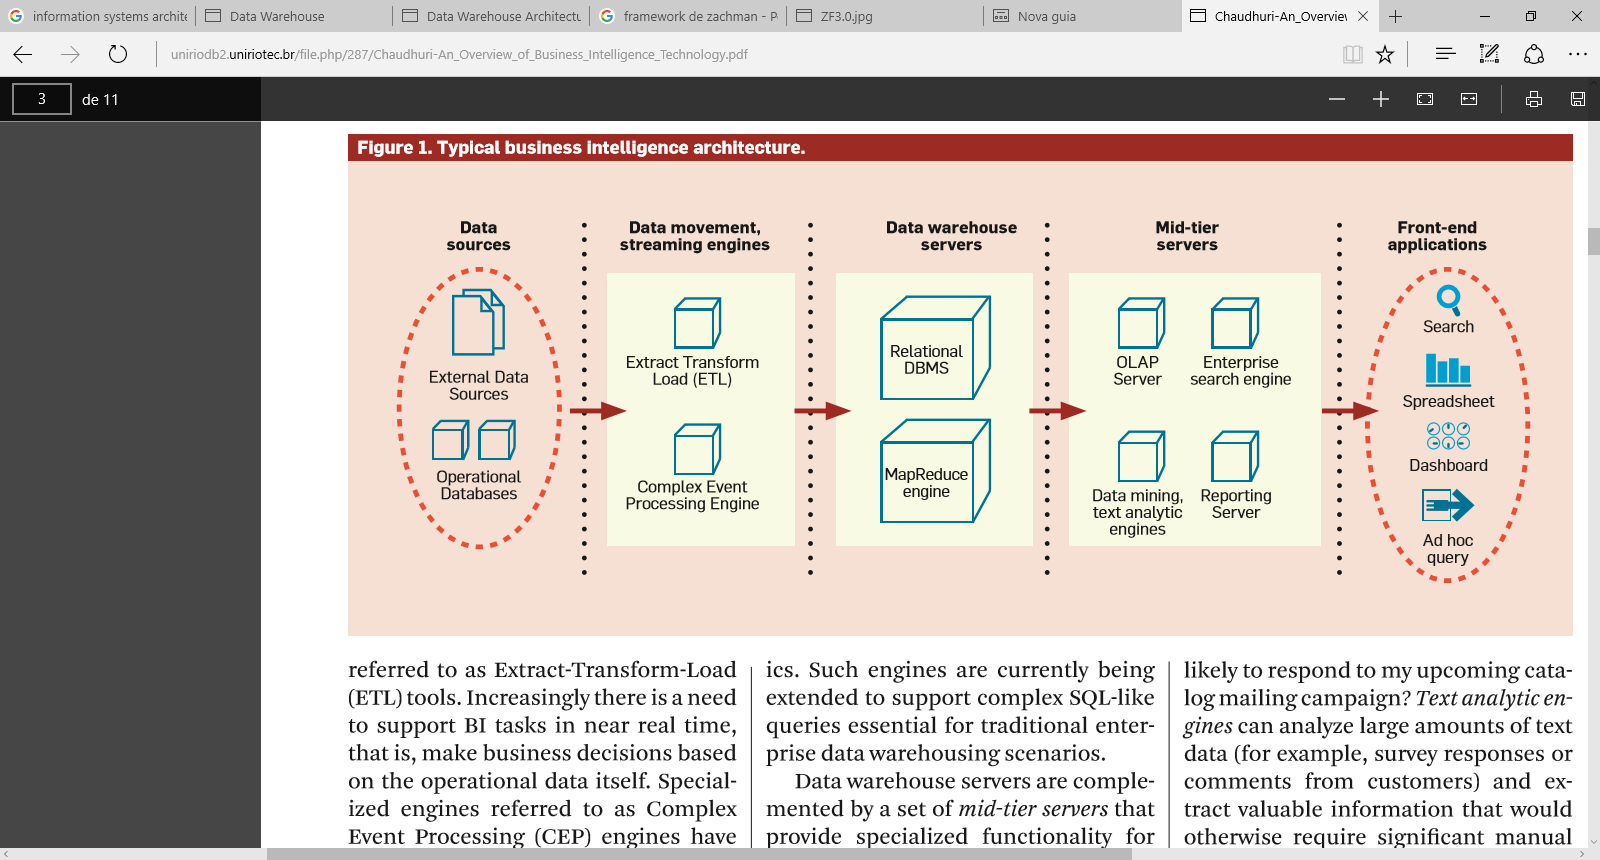 information systems archite
Data Warehouse
Data Warehouse Architectu
framework de zachman - Pe
ZF3.0.jpg
Nova guia
Chaudhuri-An_Overview
uniriodb2.uniriotec.br/file.php/287/Chaudhuri-An_Overview_of_Business_Intelligence_Technology.pdf
3 de 11
Figure 1. Typical business intelligence architecture.
Data
sources
External Data
Sources
Operational
Databases
Data movement,
streaming engines
Extract Transform
Load (ETL)
Complex Event
Processing Engine
Data warehouse
servers
Relational
DBMS
MapReduce
engine
Mid-tier
servers
OLAP
Server
Enterprise
search engine
Data mining,
text analytic
engines
Reporting
Server
Front-end
applications
Search
Spreadsheet
Dashboard
Ad hoc
query
referred to as Extract-Transform-Load
(ETL) tools. Increasingly there is a need
to support BI tasks in near real time,
that is, make business decisions based
on the operational data itself. Special-
ized engines referred to as Complex
Event Processing (CEP) engines have
ics. Such engines are currently being
extended to support complex SQL-like
queries essential for traditional enter-
prise data warehousing scenarios.
Data warehouse servers are comple-
mented by a set of mid-tier servers that
provide specialized functionality for
likely to respond to my upcoming cata-
log mailing campaign? Text analytic en-
gines can analyze large amounts of text
data (for example, survey responses or
comments from customers) and ex-
tract valuable information that would
otherwise require significant manual